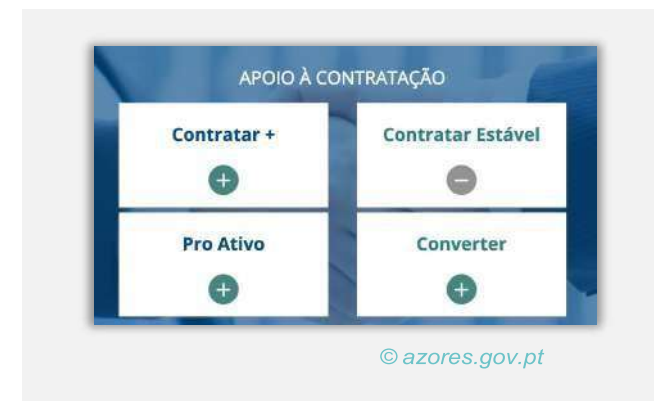 APOIO À CONTRATAÇÃO
Contratar +
Contratar Estável
Pro Ativo
Converter
© azores.gov.pt